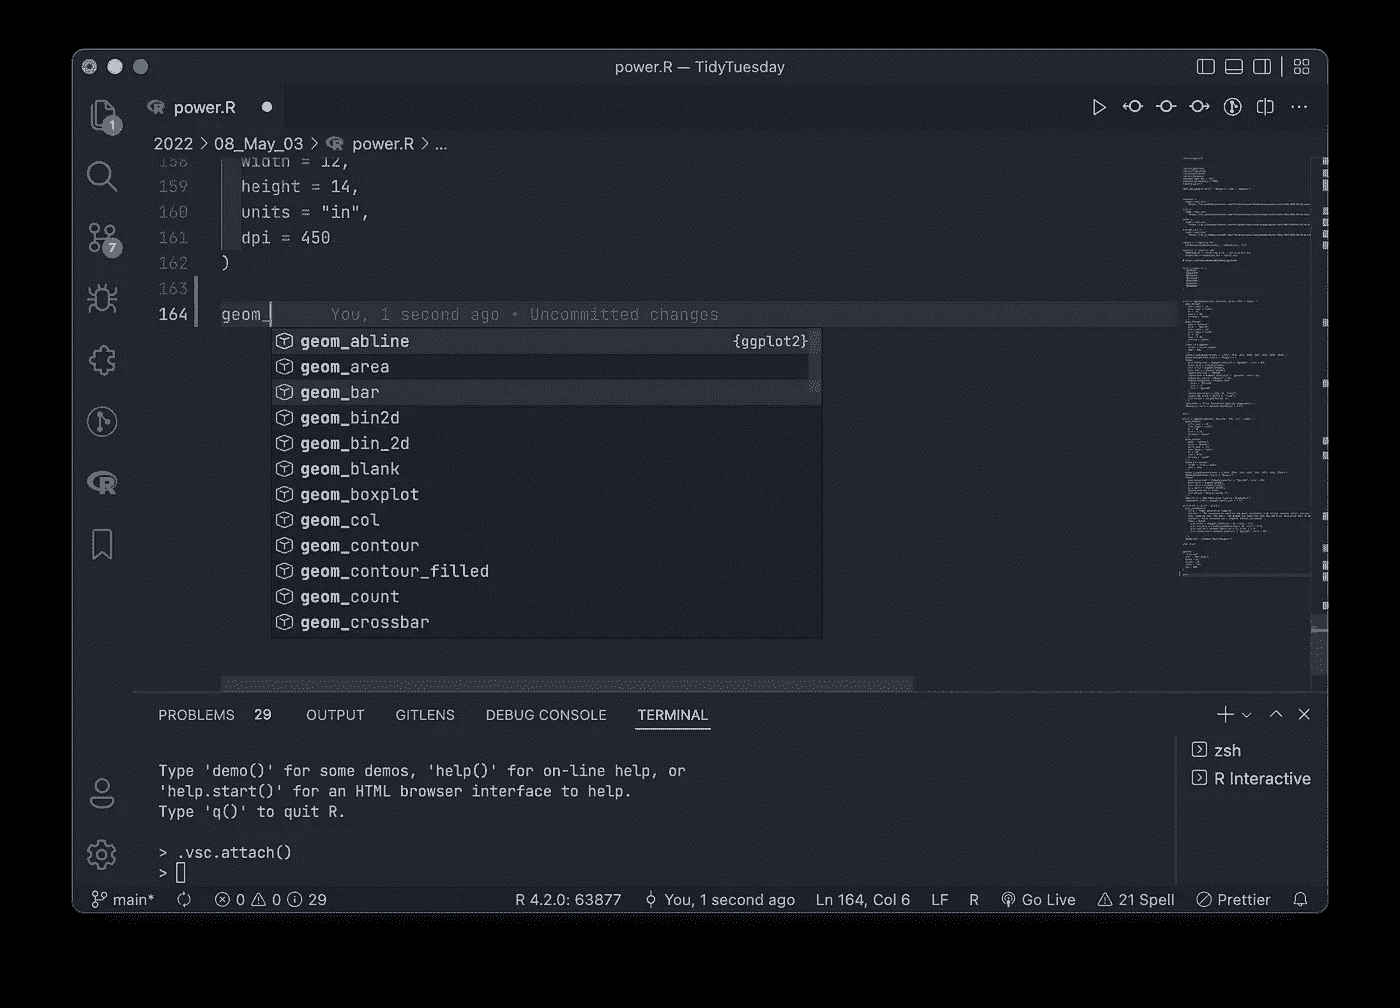 power.R — TidyTuesday
power.R
1
2022 > 08_May_03 > power.R > ...
158 width = 12,
159 height = 14,
160 units = "in",
161 dpi = 450
162 )
163
164 geom_ You, 1 second ago • Uncommitted changes
7
geom_abline {ggplot2}
geom_area
geom_bar
geom_bin2d
geom_bin_2d
geom_blank
geom_boxplot
geom_col
geom_contour
geom_contour_filled
geom_count
geom_crossbar
PROBLEMS 29 OUTPUT GITLENS DEBUG CONSOLE TERMINAL
zsh
R Interactive
Type 'demo()' for some demos, 'help()' for on-line help, or
'help.start()' for an HTML browser interface to help.
Type 'q()' to quit R.
> .vsc.attach()
>
main* 0 0 29 R 4.2.0: 63877 You, 1 second ago Ln 164, Col 6 LF R Go Live 21 Spell Prettier